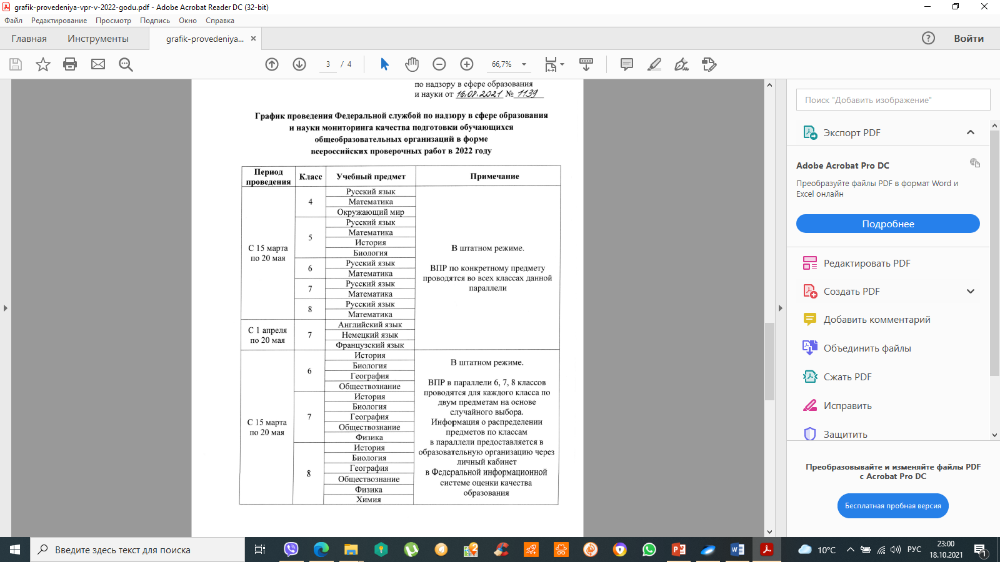 grafik-provedeniya-vpr-v-2022-godu.pdf - Adobe Acrobat Reader DC (32-bit)
Файл Редактирование Просмотр Подпись Окно Справка
Главная Инструменты grafik-provedeniya... × Войти
3 / 4 66,7%
по надзору в сфере образования
и науки от 16.08.2021 № 1139
График проведения Федеральной службой по надзору в сфере образования
и науки мониторинга качества подготовки обучающихся
общеобразовательных организаций в форме
всероссийских проверочных работ в 2022 году
Период проведения Класс Учебный предмет Примечание
С 15 марта
по 20 мая
4
Русский язык
Математика
Окружающий мир
5
Русский язык
Математика
История
Биология
6
Русский язык
Математика
7
Русский язык
Математика
8
Русский язык
Математика
С 1 апреля
по 20 мая
7
Английский язык
Немецкий язык
Французский язык
В штатном режиме.
ВПР по конкретному предмету
проводятся во всех классах данной
параллели
С 15 марта
по 20 мая
6
История
Биология
География
Обществознание
7
История
Биология
География
Обществознание
Физика
8
История
Биология
География
Обществознание
Физика
Химия
В штатном режиме.
ВПР в параллели 6, 7, 8 классов
проводятся для каждого класса по
двум предметам на основе
случайного выбора.
Информация о распределении
предметов по классам
в параллели предоставляется в
образовательную организацию через
личный кабинет
в Федеральной информационной
системе оценки качества
образования
Поиск "Добавить изображение"
Экспорт PDF
Adobe Acrobat Pro DC
Преобразуйте файлы PDF в формат Word и
Excel онлайн
Подробнее
Редактировать PDF
Создать PDF
Добавить комментарий
Объединить файлы
Сжать PDF
Исправить
Защитить
Преобразовывайте и изменяйте файлы PDF
с Acrobat Pro DC
Бесплатная пробная версия
Введите здесь текст для поиска
10°C РУС
23:00
18.10.2021
1